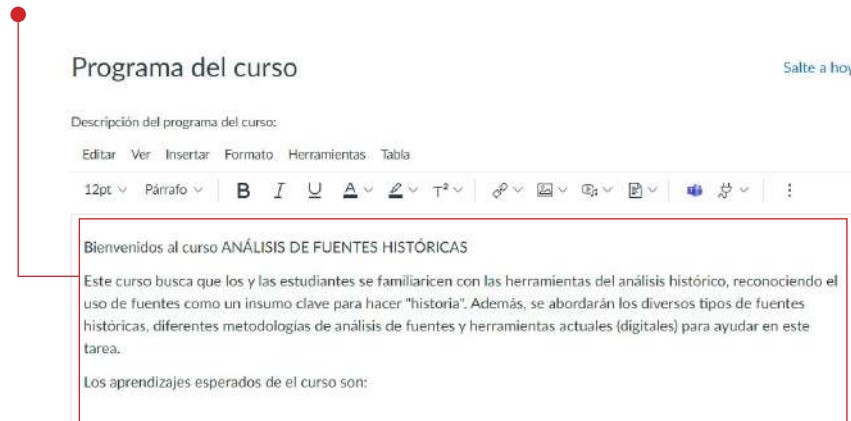 Programa del curso
Salte a hoy
Descripción del programa del curso:
Editar Ver Insertar Formato Herramientas Tabla
12pt Párrafo B I U A T²
Bienvenidos al curso ANÁLISIS DE FUENTES HISTÓRICAS
Este curso busca que los y las estudiantes se familiaricen con las herramientas del análisis histórico, reconociendo el
uso de fuentes como un insumo clave para hacer "historia". Además, se abordarán los diversos tipos de fuentes
históricas, diferentes metodologías de análisis de fuentes y herramientas actuales (digitales) para ayudar en este
tarea.
Los aprendizajes esperados de el curso son: